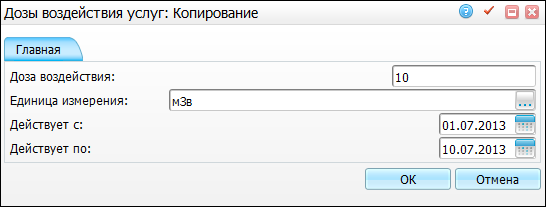 Дозы воздействия услуг: Копирование
Главная
Доза воздействия: 10
Единица измерения: мЗв ...
Действует с: 01.07.2013
Действует по: 10.07.2013
ОК Отмена